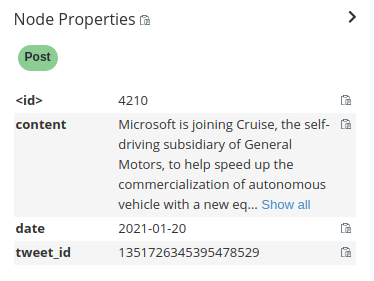 Node Properties
Post
<id> 4210
content Microsoft is joining Cruise, the self-
driving subsidiary of General
Motors, to help speed up the
commercialization of autonomous
vehicle with a new eq... Show all
date 2021-01-20
tweet_id 1351726345395478529